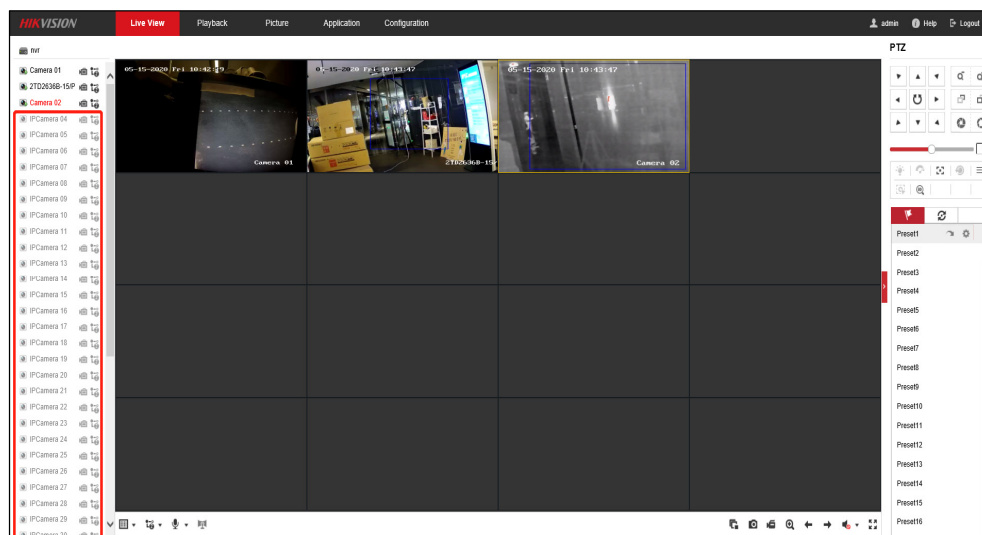 HIKVISION Live View Playback Picture Application Configuration admin Help Logout
nvr
Camera 01
2TD2636B-15/P
Camera 02
IPCamera 04
IPCamera 05
IPCamera 06
IPCamera 07
IPCamera 08
IPCamera 09
IPCamera 10
IPCamera 11
IPCamera 12
IPCamera 13
IPCamera 14
IPCamera 15
IPCamera 16
IPCamera 17
IPCamera 18
IPCamera 19
IPCamera 20
IPCamera 21
IPCamera 22
IPCamera 23
IPCamera 24
IPCamera 25
IPCamera 26
IPCamera 27
IPCamera 28
IPCamera 29
05-15-2020 Fri 10:42:
Camera 01
05-15-2020 Fri 10:43:47
2TD2636B-15/
05-15-2020 Fri 10:43:47
Camera 02
PTZ
Preset1
Preset2
Preset3
Preset4
Preset5
Preset6
Preset7
Preset8
Preset9
Preset10
Preset11
Preset12
Preset13
Preset14
Preset15
Preset16